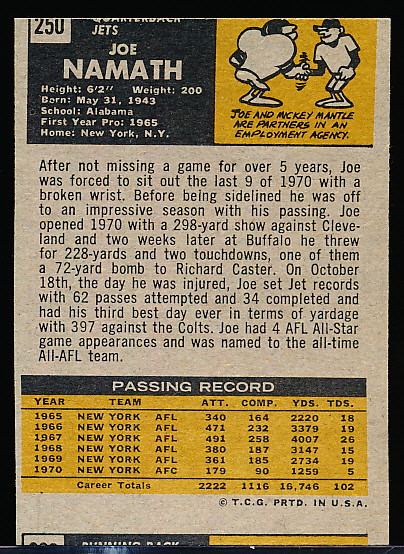 250
QUARTERBACK
JETS
JOE
NAMATH
Height: 6'2" Weight: 200
Born: May 31, 1943
School: Alabama
First Year Pro: 1965
Home: New York, N.Y.
JOE AND MICKEY MANTLE
ARE PARTNERS IN AN
EMPLOYMENT AGENCY.
After not missing a game for over 5 years, Joe
was forced to sit out the last 9 of 1970 with a
broken wrist. Before being sidelined he was off
to an impressive season with his passing. Joe
opened 1970 with a 298-yard show against Cleve-
land and two weeks later at Buffalo he threw
for 228-yards and two touchdowns, one of them
a 72-yard bomb to Richard Caster. On October
18th, the day he was injured, Joe set Jet records
with 62 passes attempted and 34 completed and
had his third best day ever in terms of yardage
with 397 against the Colts. Joe had 4 AFL All-Star
game appearances and was named to the all-time
All-AFL team.
PASSING RECORD
YEAR TEAM ATT. COMP. YDS. TDS.
1965 NEW YORK AFL 340 164 2220 18
1966 NEW YORK AFL 471 232 3379 19
1967 NEW YORK AFL 491 258 4007 26
1968 NEW YORK AFL 380 187 3147 15
1969 NEW YORK AFL 361 185 2734 19
1970 NEW YORK AFC 179 90 1259 5
Career Totals 2222 1116 16,746 102
© T.C.G. PRTD. IN U.S.A.
RUNNING BACK